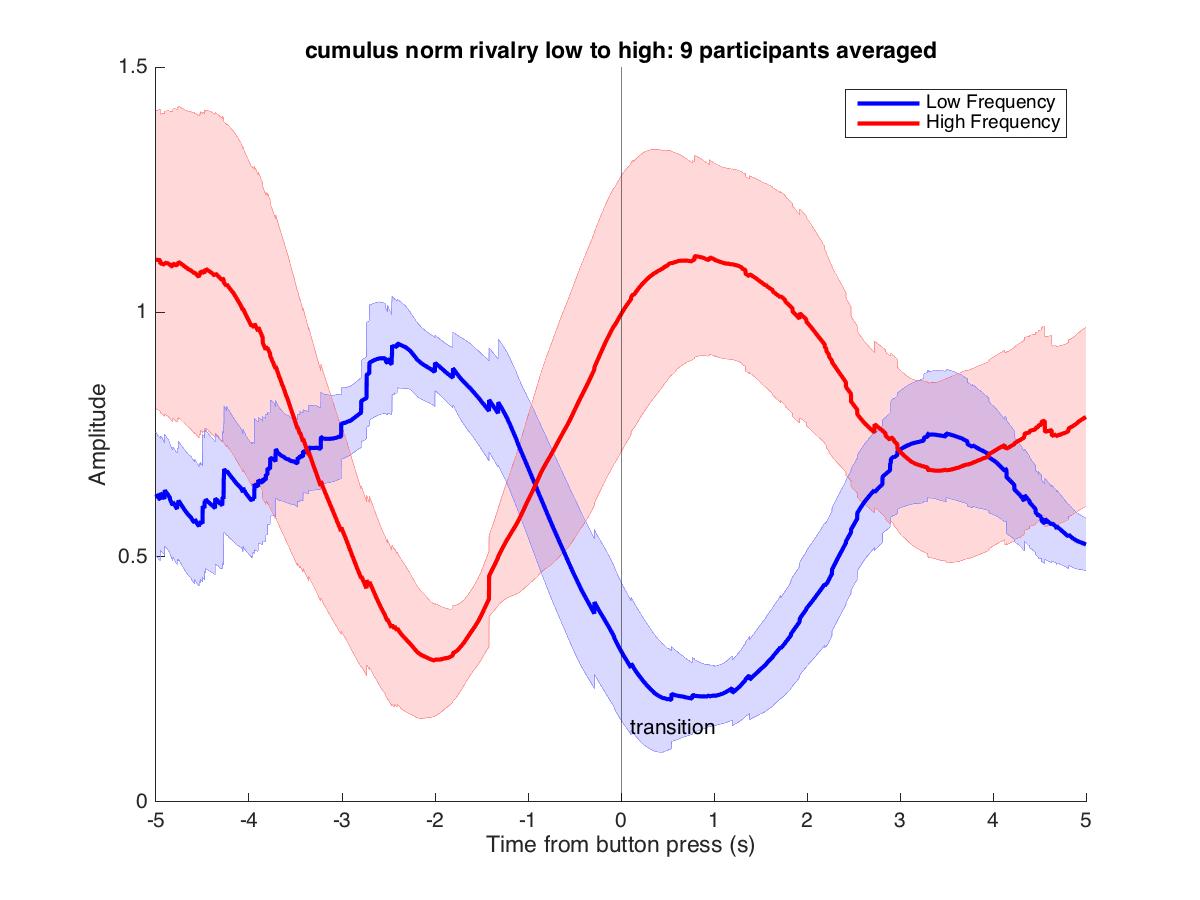 cumulus norm rivalry low to high: 9 participants averaged
1.5
Low Frequency
High Frequency
1
Amplitude
0.5
transition
0
-5 -4 -3 -2 -1 0 1 2 3 4 5
Time from button press (s)